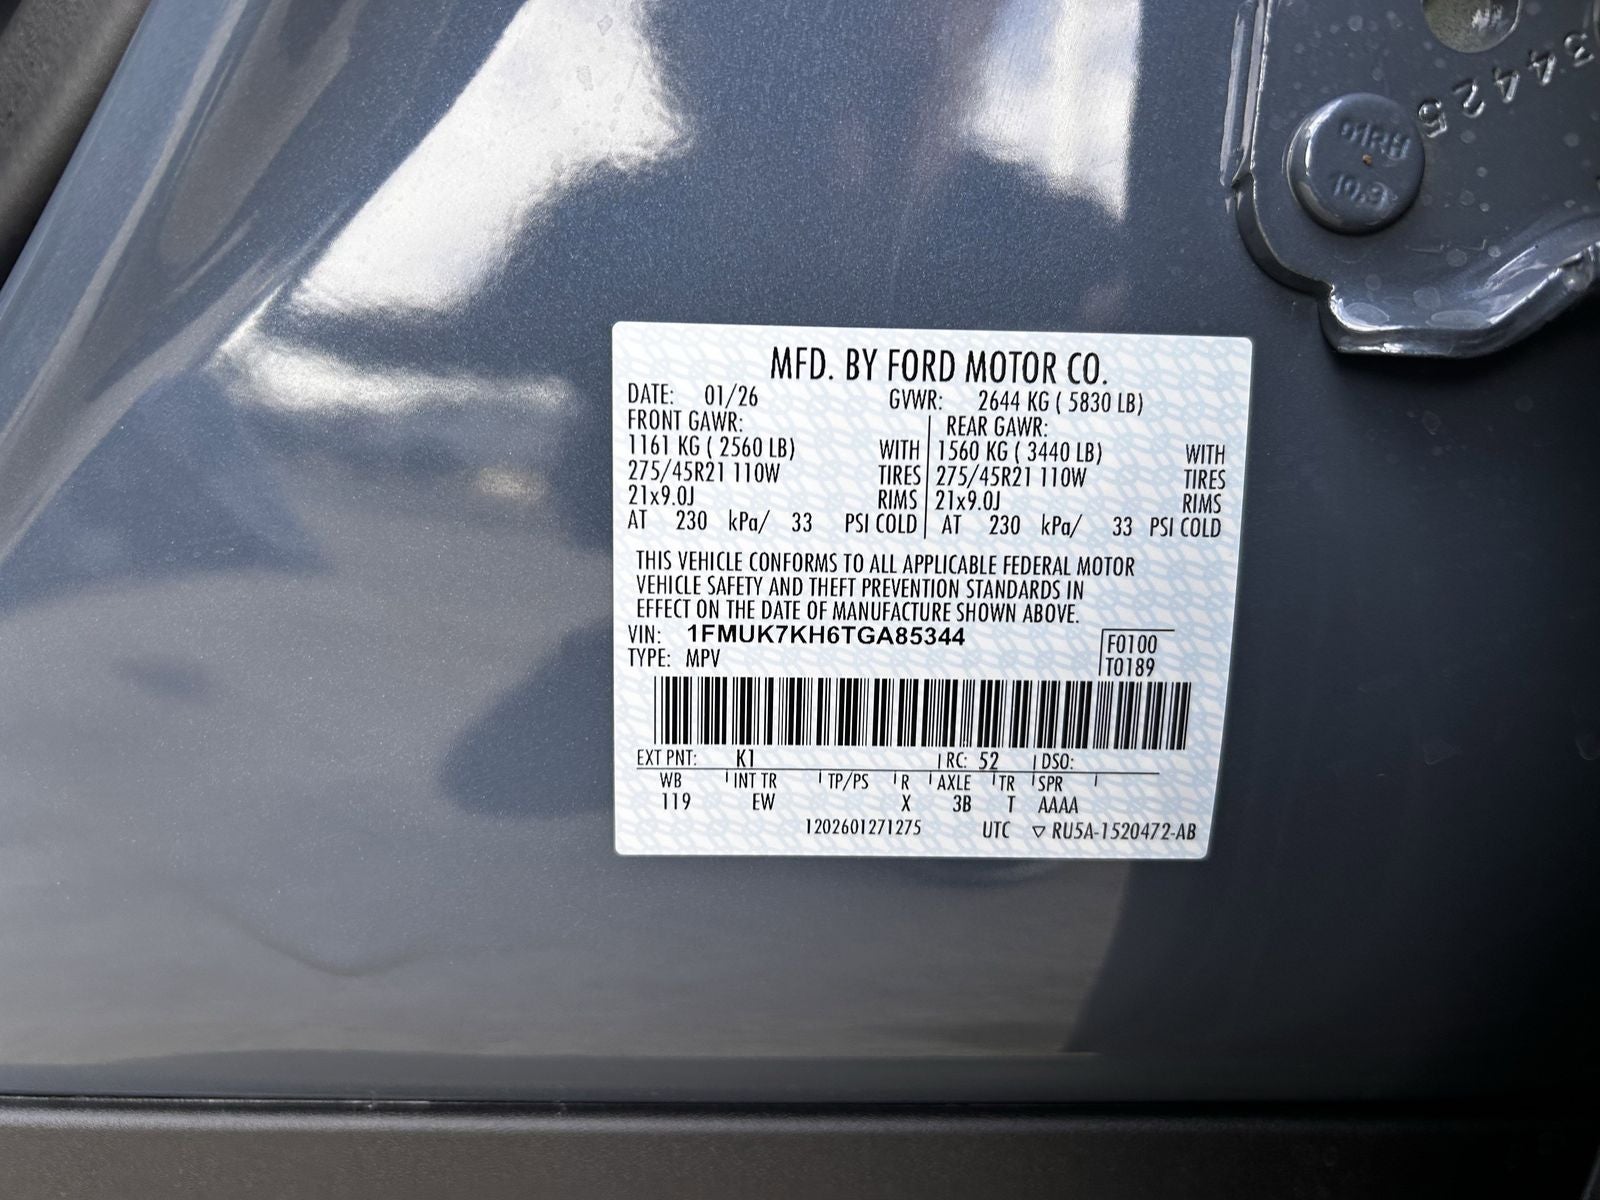 34425
01RH
10.9
MFD. BY FORD MOTOR CO.
DATE: 01/26 GVWR: 2644 KG ( 5830 LB)
FRONT GAWR: REAR GAWR:
1161 KG ( 2560 LB) WITH 1560 KG ( 3440 LB) WITH
275/45R21 110W TIRES 275/45R21 110W TIRES
21x9.0J RIMS 21x9.0J RIMS
AT 230 kPa/ 33 PSI COLD AT 230 kPa/ 33 PSI COLD
THIS VEHICLE CONFORMS TO ALL APPLICABLE FEDERAL MOTOR
VEHICLE SAFETY AND THEFT PREVENTION STANDARDS IN
EFFECT ON THE DATE OF MANUFACTURE SHOWN ABOVE.
VIN: 1FMUK7KH6TGA85344 F0100
TYPE: MPV T0189
EXT PNT: K1 RC: 52 DSO:
WB INT TR TP/PS R AXLE TR SPR
119 EW X 3B T AAAA
1202601271275 UTC ▽ RU5A-1520472-AB